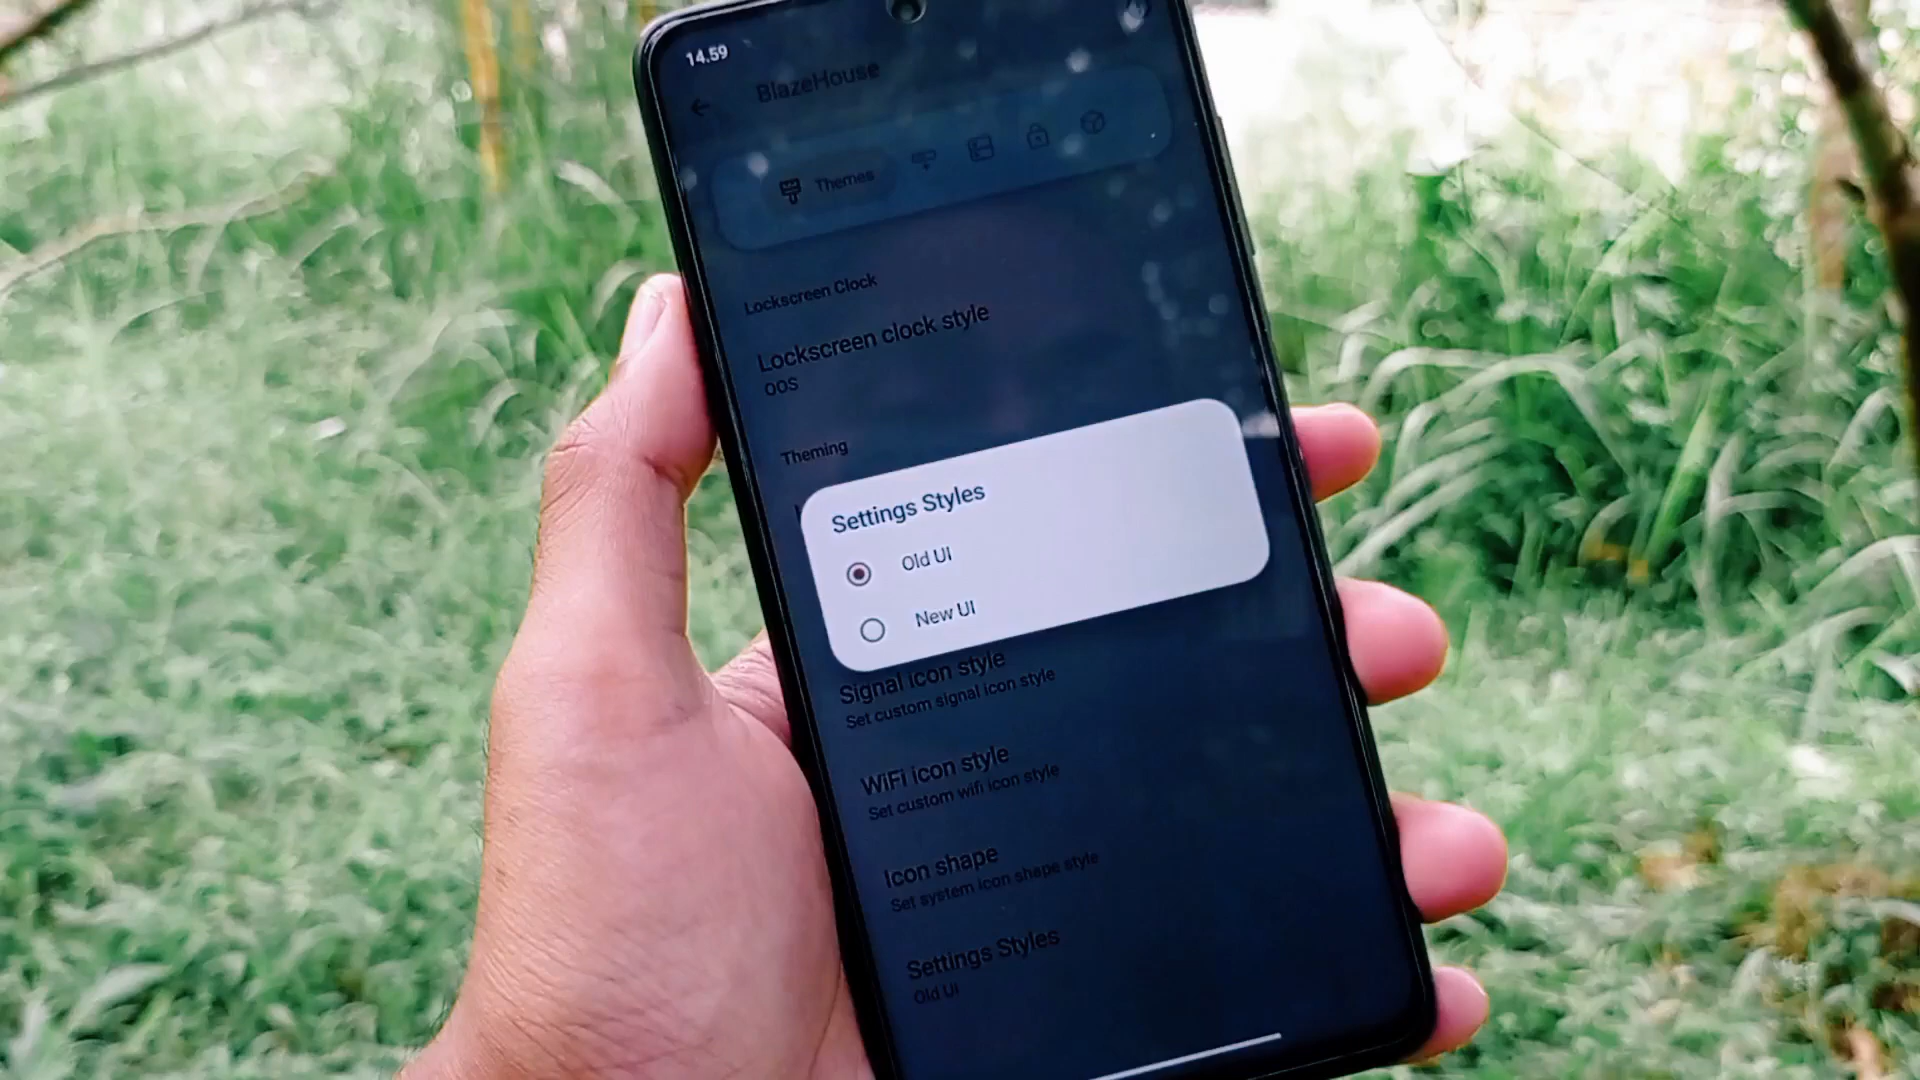 14.59
BlazeHouse
Themes
Lockscreen Clock
Lockscreen clock style
OOS
Theming
Settings Styles
Old UI
New UI
Signal icon style
Set custom signal icon style
WiFi icon style
Set custom wifi icon style
Icon shape
Set system icon shape style
Settings Styles
Old UI